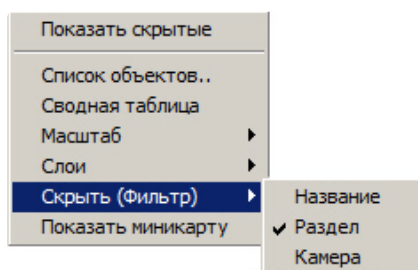 Показать скрытые
Список объектов..
Сводная таблица
Масштаб
Слои
Скрыть (Фильтр)
Показать миникарту
Название
Раздел
Камера